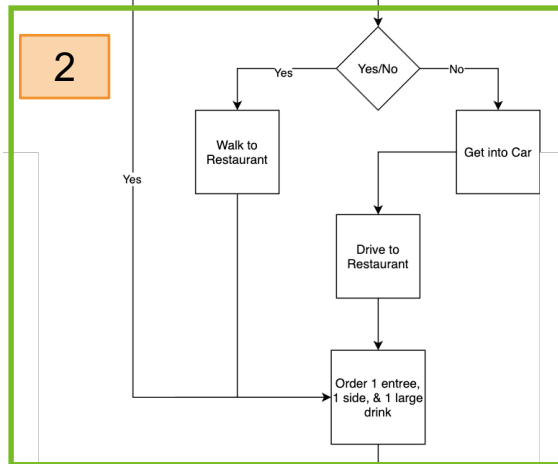 2
Yes/No
Yes
No
Walk to
Restaurant
Get into Car
Yes
Drive to
Restaurant
Order 1 entree,
1 side, & 1 large
drink